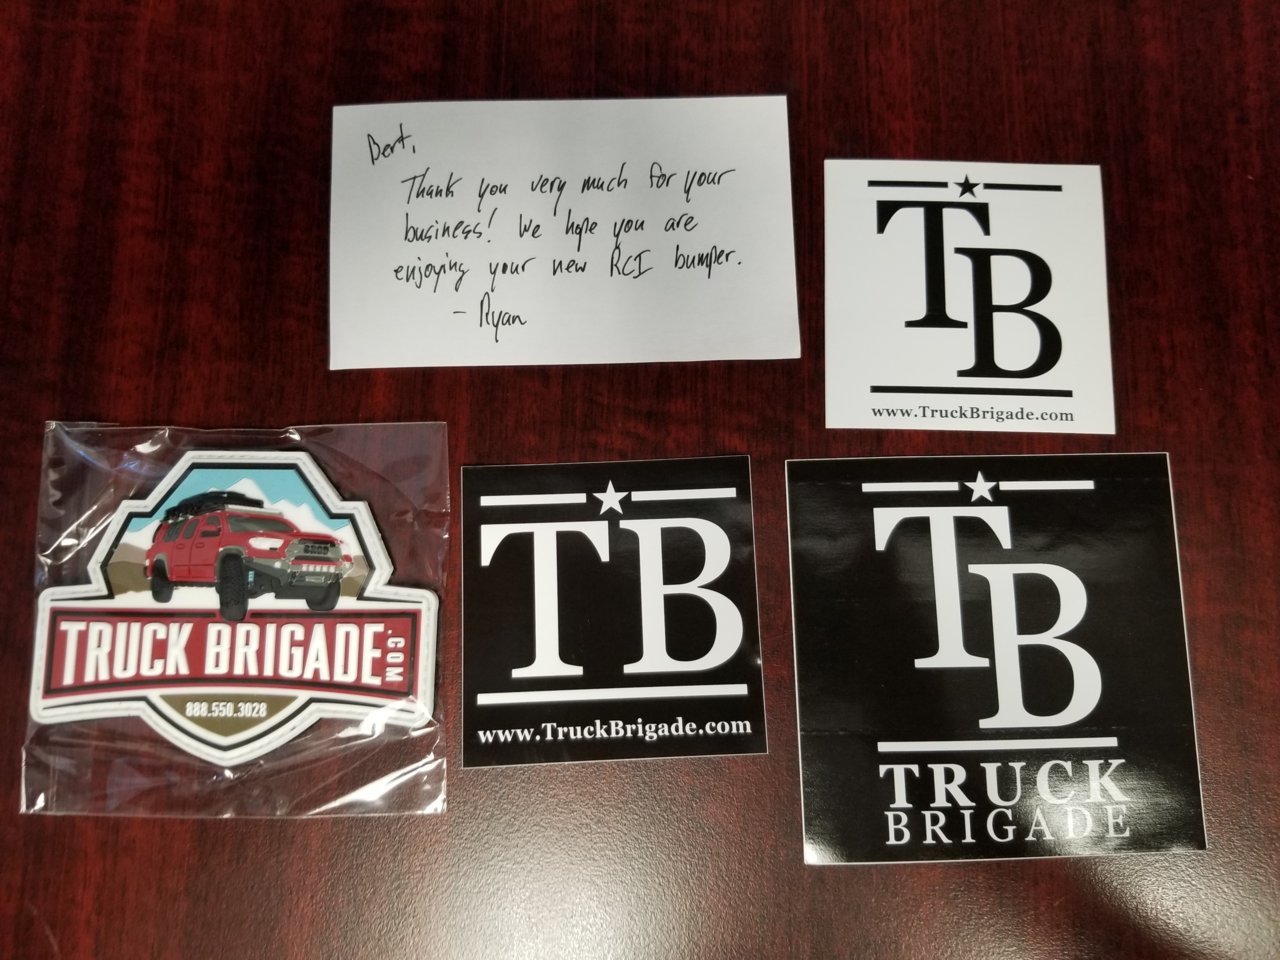 Bert,
Thank you very much for your
business! We hope you are
enjoying your new RCI bumper.
- Ryan
TB
www.TruckBrigade.com
TRUCK BRIGADE.COM
888.550.3028
TB
www.TruckBrigade.com
TB
TRUCK
BRIGADE